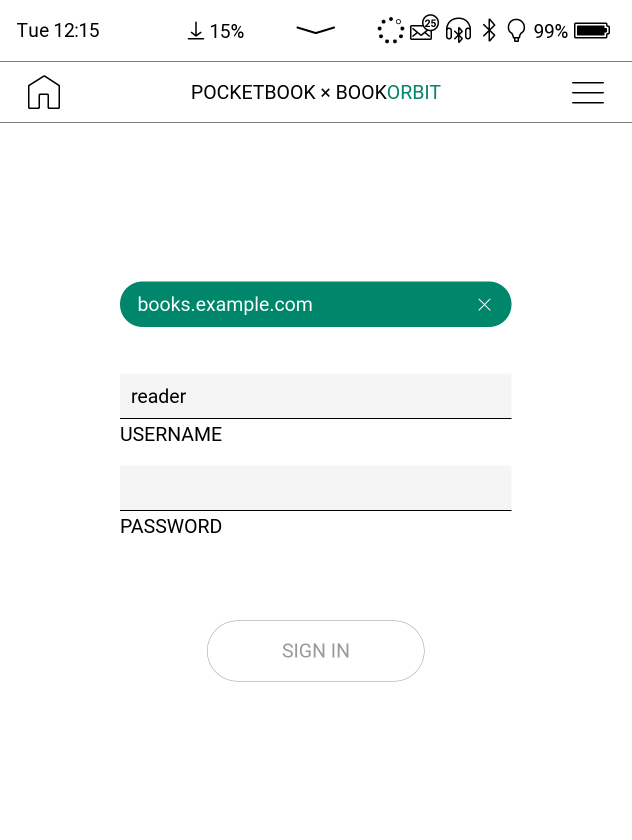 Tue 12:15
15%
25
99%
POCKETBOOK × BOOKORBIT
books.example.com
reader
USERNAME
PASSWORD
SIGN IN